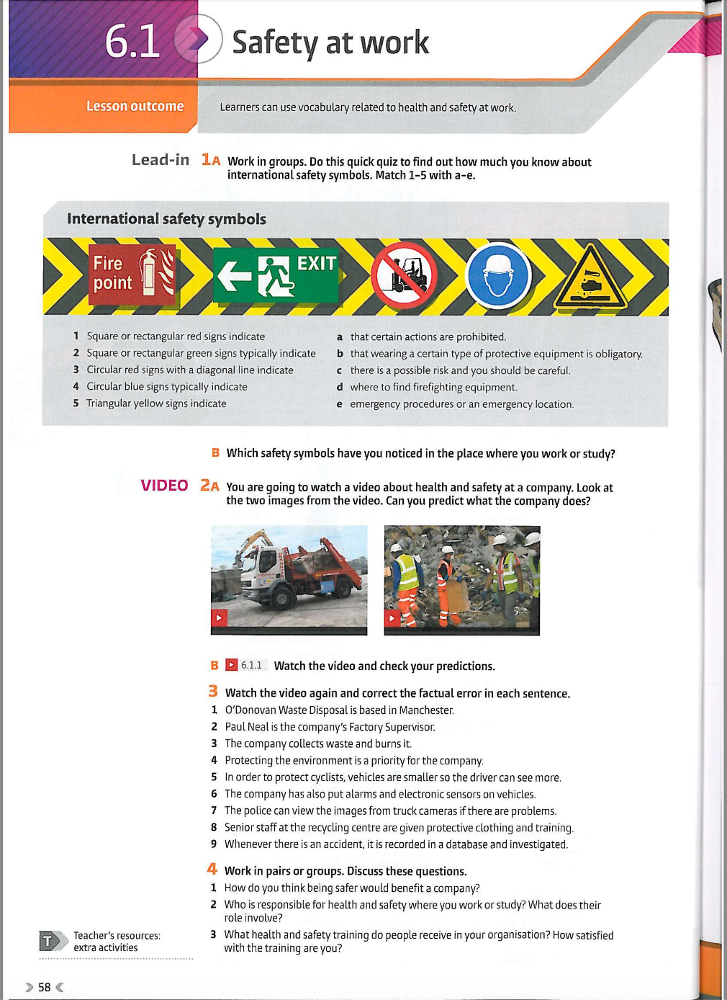 6.1
Safety at work
Lesson outcome
Learners can use vocabulary related to health and safety at work.
Lead-in 1A Work in groups. Do this quick quiz to find out how much you know about
international safety symbols. Match 1–5 with a–e.
International safety symbols
Fire
point
EXIT
1 Square or rectangular red signs indicate
2 Square or rectangular green signs typically indicate
3 Circular red signs with a diagonal line indicate
4 Circular blue signs typically indicate
5 Triangular yellow signs indicate
a that certain actions are prohibited.
b that wearing a certain type of protective equipment is obligatory.
c there is a possible risk and you should be careful.
d where to find firefighting equipment.
e emergency procedures or an emergency location.
B Which safety symbols have you noticed in the place where you work or study?
VIDEO 2A You are going to watch a video about health and safety at a company. Look at
the two images from the video. Can you predict what the company does?
B 6.1.1 Watch the video and check your predictions.
3 Watch the video again and correct the factual error in each sentence.
1 O'Donovan Waste Disposal is based in Manchester.
2 Paul Neal is the company's Factory Supervisor.
3 The company collects waste and burns it.
4 Protecting the environment is a priority for the company.
5 In order to protect cyclists, vehicles are smaller so the driver can see more.
6 The company has also put alarms and electronic sensors on vehicles.
7 The police can view the images from truck cameras if there are problems.
8 Senior staff at the recycling centre are given protective clothing and training.
9 Whenever there is an accident, it is recorded in a database and investigated.
4 Work in pairs or groups. Discuss these questions.
1 How do you think being safer would benefit a company?
2 Who is responsible for health and safety where you work or study? What does their
role involve?
3 What health and safety training do people receive in your organisation? How satisfied
with the training are you?
T Teacher's resources:
extra activities
58